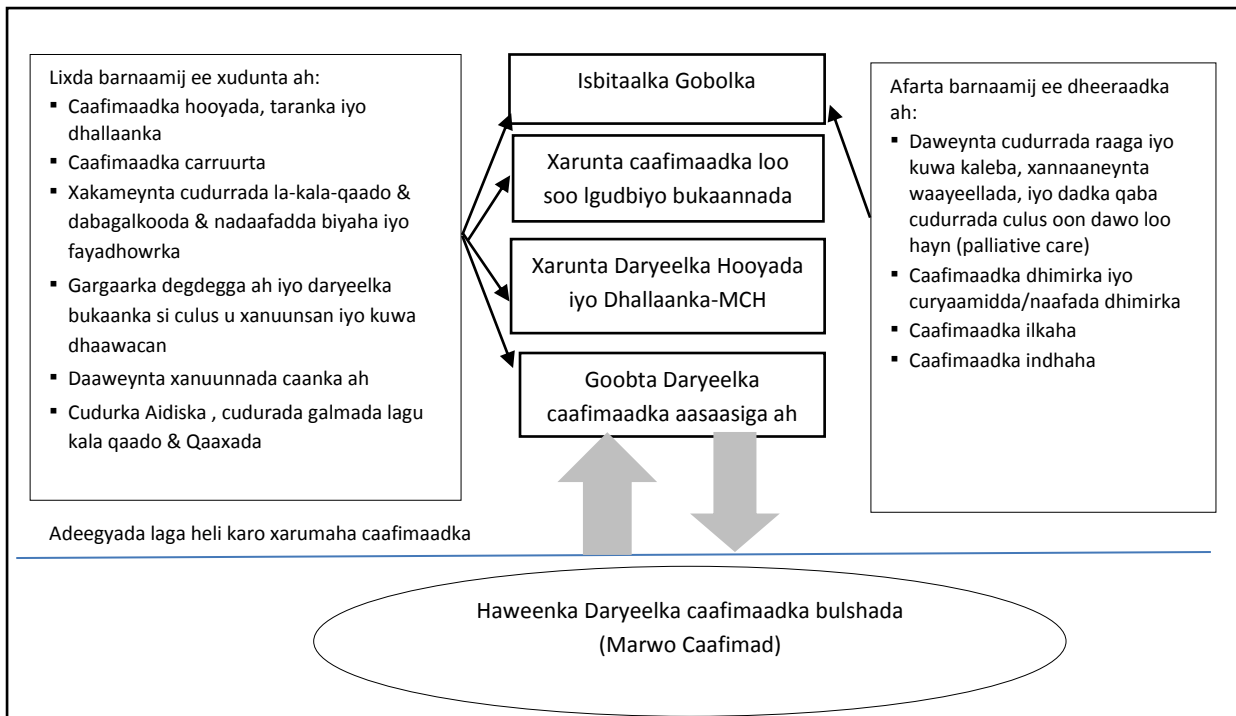 Lixda barnaamij ee xudunta ah:
▪ Caafimaadka hooyada, taranka iyo
dhallaanka
▪ Caafimaadka carruurta
▪ Xakameynta cudurrada la-kala-qaado &
dabagalkooda & nadaafadda biyaha iyo
fayadhowrka
▪ Gargaarka degdegga ah iyo daryeelka
bukaanka si culus u xanuunsan iyo kuwa
dhaawacan
▪ Daaweynta xanuunnada caanka ah
▪ Cudurka Aidiska , cudurada galmada lagu
kala qaado & Qaaxada
Isbitaalka Gobolka
Xarunta caafimaadka loo
soo lgudbiyo bukaannada
Xarunta Daryeelka Hooyada
iyo Dhallaanka-MCH
Goobta Daryeelka
caafimaadka aasaasiga ah
Afarta barnaamij ee dheeraadka
ah:
▪ Daweynta cudurrada raaga iyo
kuwa kaleba, xannaaneynta
waayeellada, iyo dadka qaba
cudurrada culus oon dawo loo
hayn (palliative care)
▪ Caafimaadka dhimirka iyo
curyaamidda/naafada dhimirka
▪ Caafimaadka ilkaha
▪ Caafimaadka indhaha
Adeegyada laga heli karo xarumaha caafimaadka
Haweenka Daryeelka caafimaadka bulshada
(Marwo Caafimad)